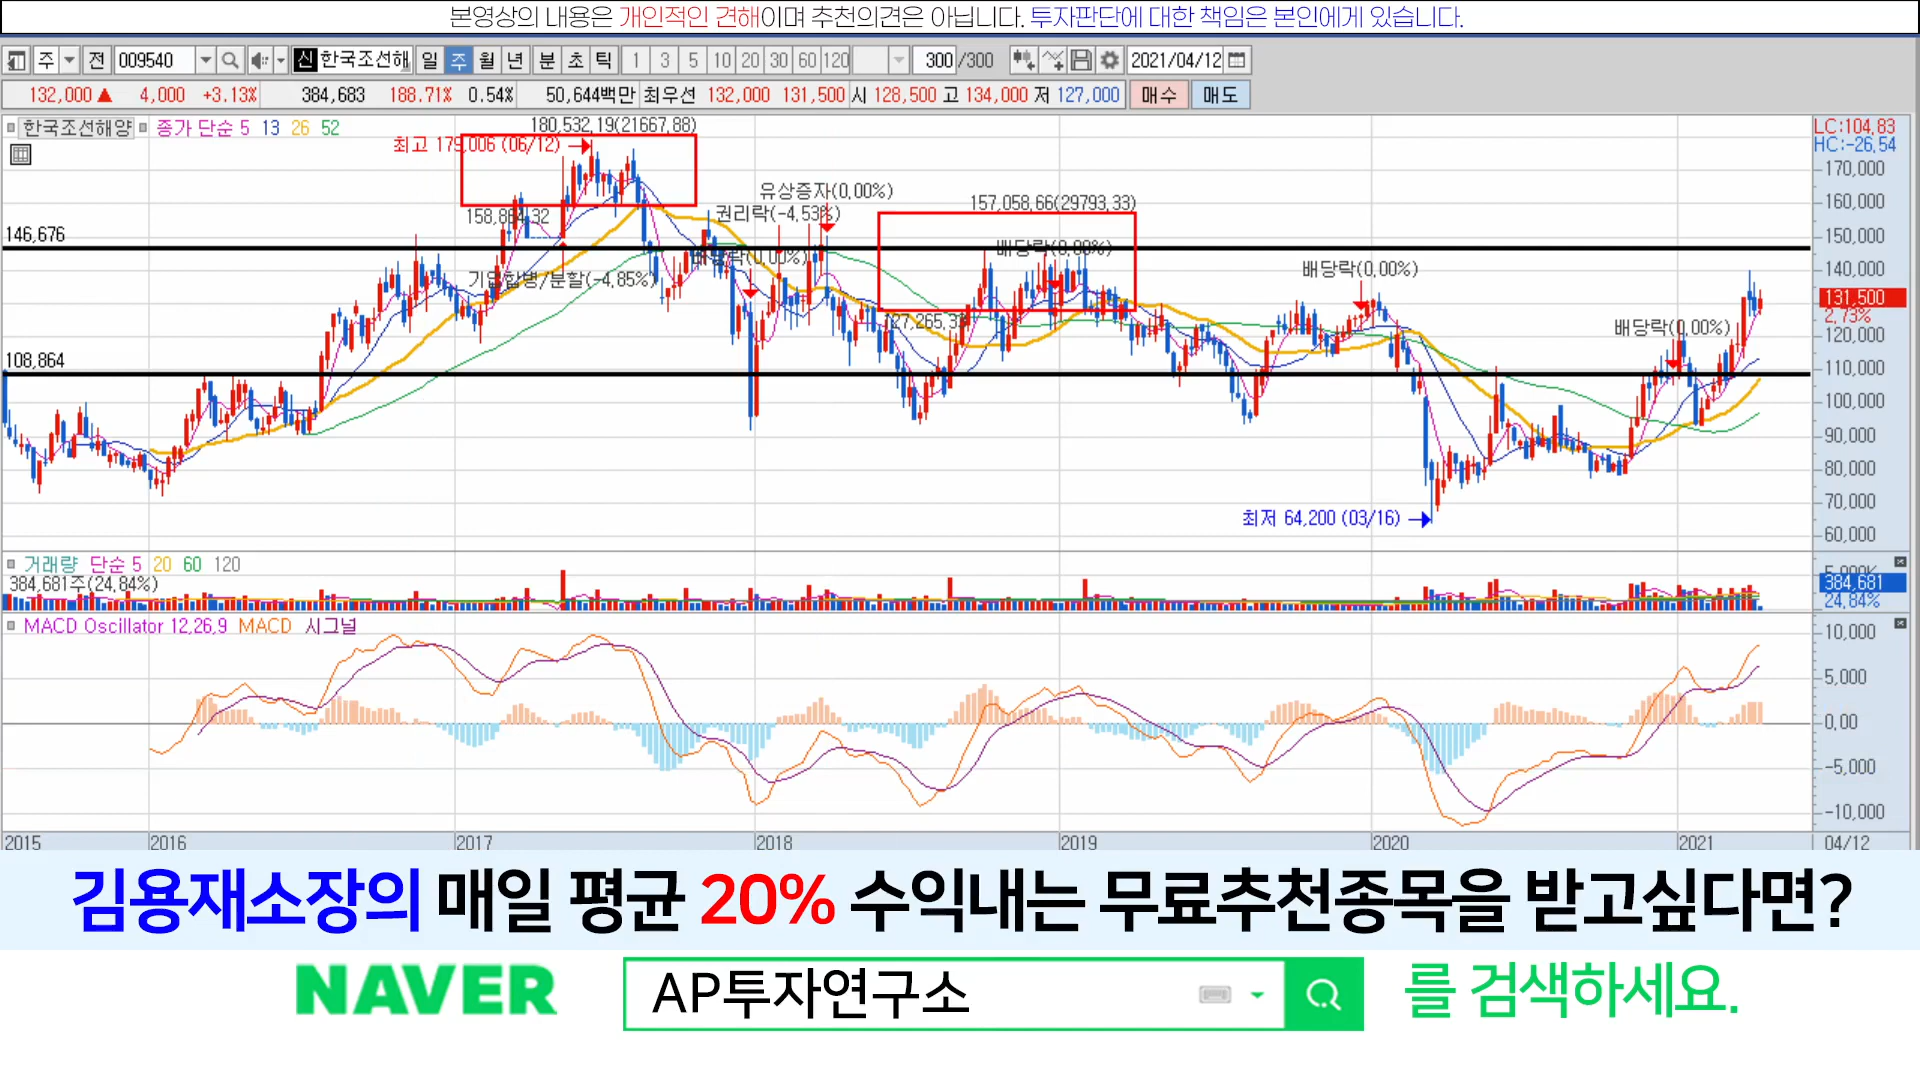 본영상의 내용은 개인적인 견해이며 추천의견은 아닙니다. 투자판단에 대한 책임은 본인에게 있습니다.
주 전 009540 신 한국조선해 일 주 월 년 분 초 틱 1 3 5 10 20 30 60 120 300 /300 2021/04/12
132,000 ▲ 4,000 +3.13% 384,683 188.71% 0.54% 50,644백만 최우선 132,000 131,500 시 128,500 고 134,000 저 127,000 매수 매도
한국조선해양 종가 단순 5 13 26 52
180,532,19(21667,88)
LC:104,83
HC:-26,54
최고 179,006 (06/12)
170,000
유상증자(0,00%)
160,000
157,058,66(29793,33)
158,864,32
권리락(-4,53%)
146,676
150,000
배당락(0,00%)
배당락(0,00%)
배당락(0,00%)
140,000
기업합병/분할(-4,85%)
131,500
2,73%
127,265,33
배당락(0,00%)
120,000
108,864
110,000
100,000
90,000
80,000
70,000
최저 64,200 (03/16)
60,000
거래량 단순 5 20 60 120
5,000%
384,681주(24,84%)
384,681
24,84%
MACD Oscillator 12,26,9 MACD 시그널
10,000
5,000
0,00
-5,000
-10,000
2015 2016 2017 2018 2019 2020 2021 04/12
김용재소장의 매일 평균 20% 수익내는 무료추천종목을 받고싶다면?
NAVER AP투자연구소 를 검색하세요.